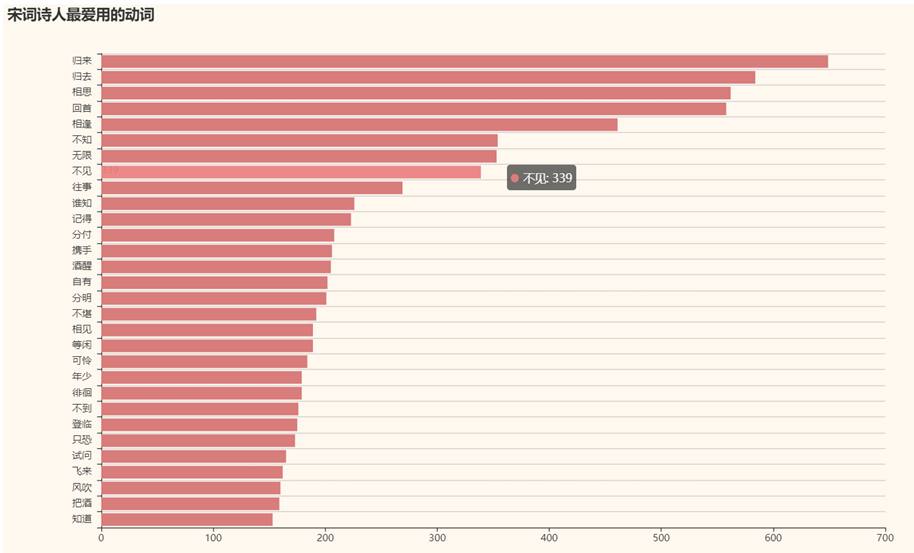 宋词诗人最爱用的动词
归来
归去
相思
回首
相逢
不知
无限
不见
不见: 339
往事
谁知
记得
分付
携手
酒醒
自有
分明
不堪
相见
等闲
可怜
年少
徘徊
不到
登临
只恐
试问
飞来
风吹
把酒
知道
0 100 200 300 400 500 600 700